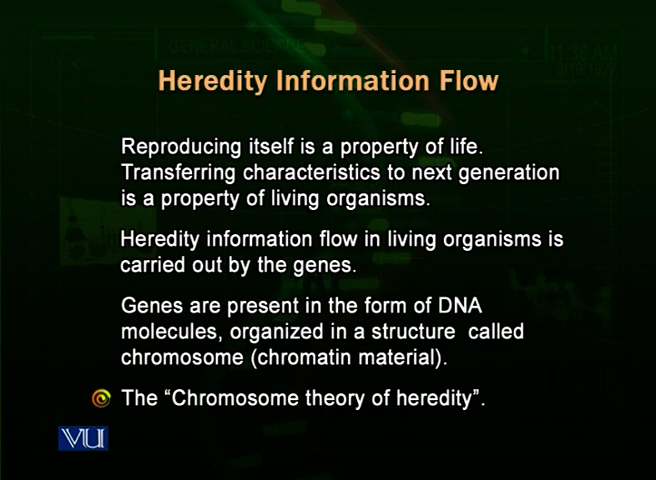 GENERAL SCIENCE
Heredity Information Flow
Reproducing itself is a property of life.
Transferring characteristics to next generation
is a property of living organisms.
Heredity information flow in living organisms is
carried out by the genes.
Genes are present in the form of DNA
molecules, organized in a structure called
chromosome (chromatin material).
The “Chromosome theory of heredity”.
VU